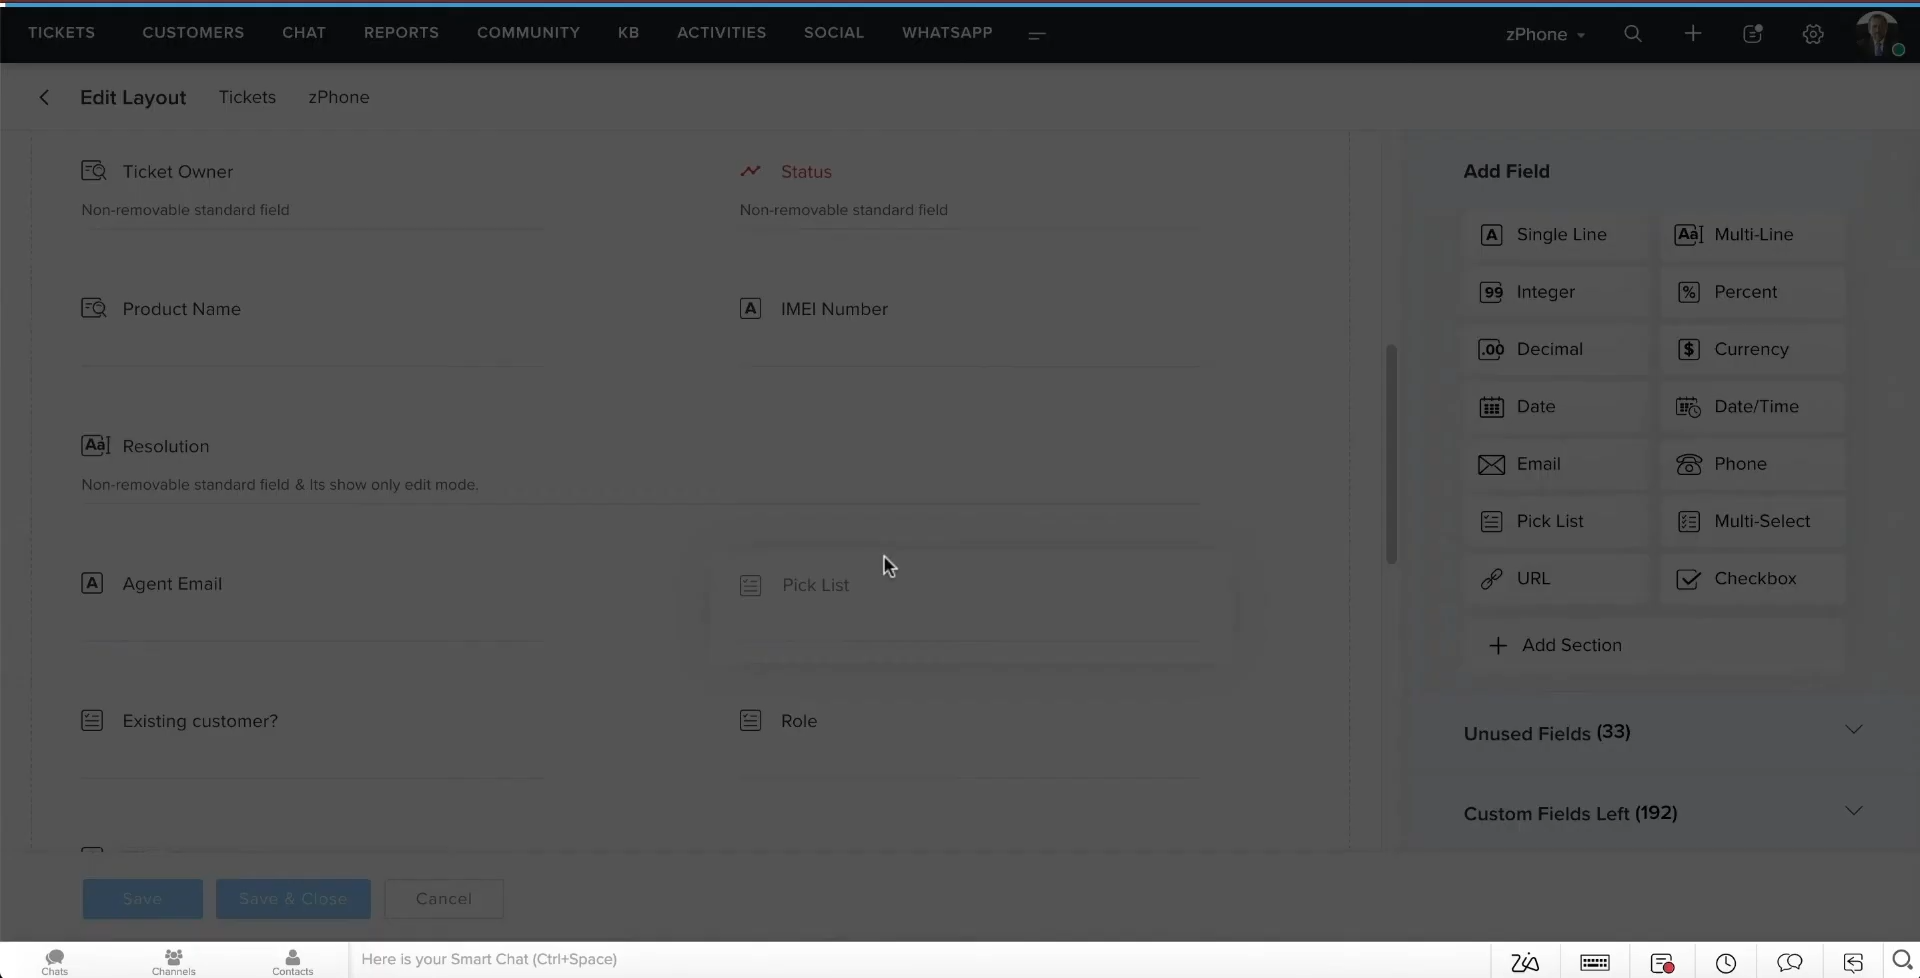 TICKETS CUSTOMERS CHAT REPORTS COMMUNITY KB ACTIVITIES SOCIAL WHATSAPP zPhone
Edit Layout Tickets zPhone
Ticket Owner Status
Non-removable standard field Non-removable standard field
Product Name IMEI Number
Resolution
Non-removable standard field & Its show only edit mode.
Agent Email Pick List
Existing customer? Role
Add Field
Single Line Multi-Line
Integer Percent
Decimal Currency
Date Date/Time
Email Phone
Pick List Multi-Select
URL Checkbox
Add Section
Unused Fields (33)
Custom Fields Left (192)
Save Save & Close Cancel
Chats Channels Contacts Here is your Smart Chat (Ctrl+Space)